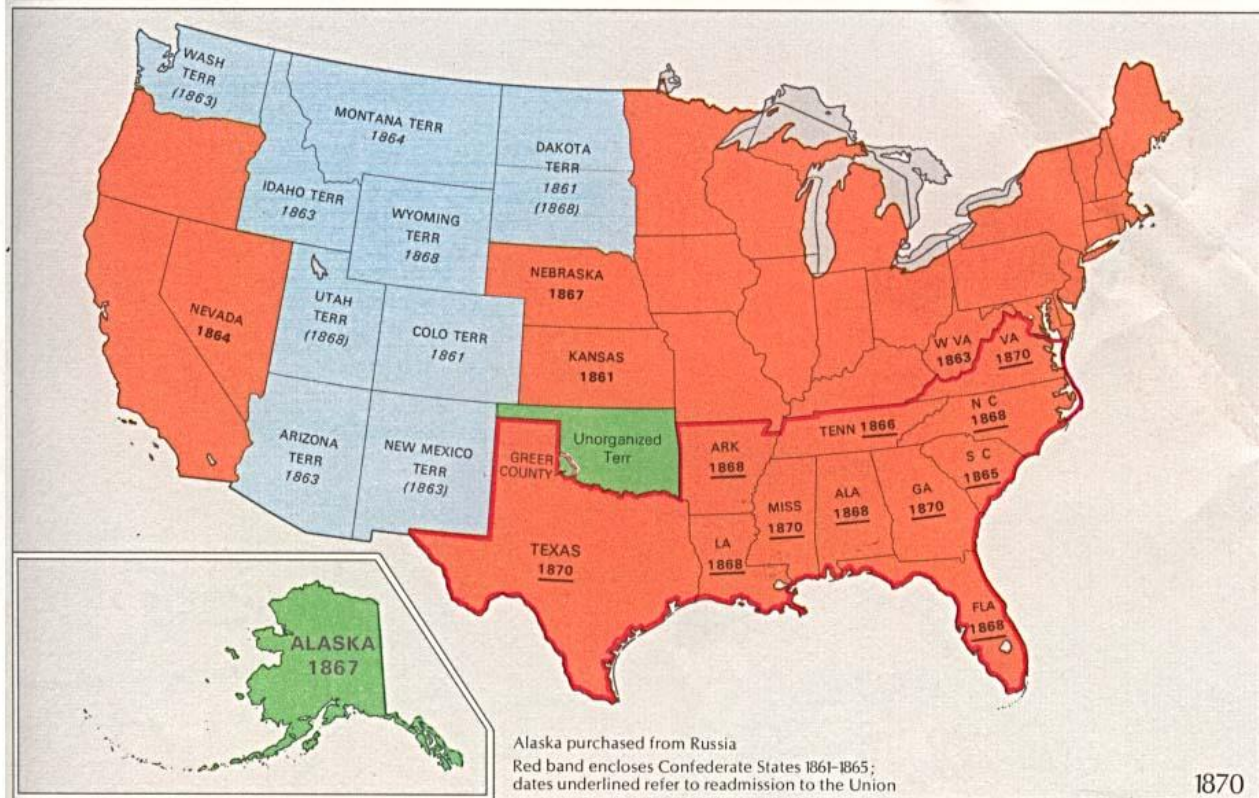 WASH
TERR
(1863)
MONTANA TERR
1864
DAKOTA
TERR
1861
(1868)
IDAHO TERR
1863
WYOMING
TERR
1868
NEBRASKA
1867
NEVADA
1864
UTAH
TERR
(1868)
COLO TERR
1861
KANSAS
1861
W VA
1863
VA
1870
ARIZONA
TERR
1863
NEW MEXICO
TERR
(1863)
GREER
COUNTY
Unorganized
Terr
ARK
1868
TENN 1866
N C
1868
S C
1865
MISS
1870
ALA
1868
GA
1870
TEXAS
1870
LA
1868
FLA
1868
ALASKA
1867
Alaska purchased from Russia
Red band encloses Confederate States 1861-1865;
dates underlined refer to readmission to the Union
1870